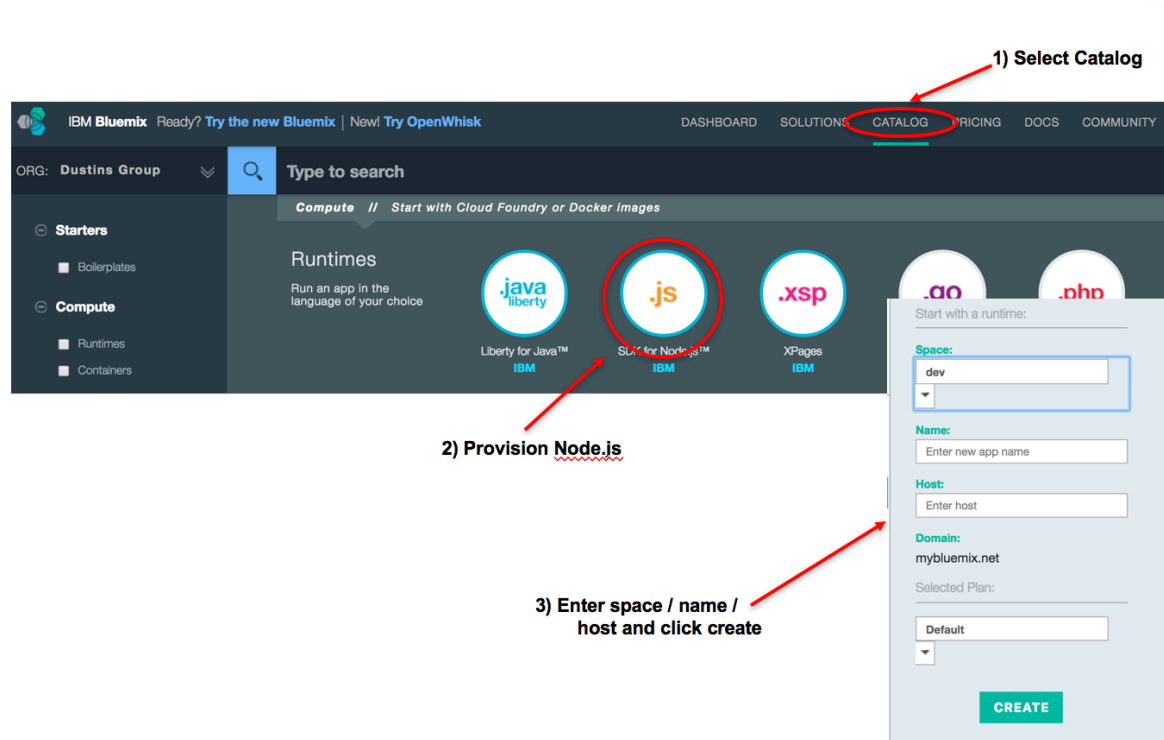 1) Select Catalog
IBM Bluemix Ready? Try the new Bluemix | New! Try OpenWhisk
DASHBOARD SOLUTIONS CATALOG PRICING DOCS COMMUNITY
ORG: Dustins Group
Type to search
Compute // Start with Cloud Foundry or Docker images
Starters
Boilerplates
Compute
Runtimes
Containers
Runtimes
Run an app in the
language of your choice
.java
liberty
Liberty for Java™
IBM
.js
SDK for Node.js™
IBM
.xsp
XPages
IBM
.go
.php
2) Provision Node.js
3) Enter space / name /
host and click create
Start with a runtime:
Space:
dev
Name:
Enter new app name
Host:
Enter host
Domain:
mybluemix.net
Selected Plan:
Default
CREATE